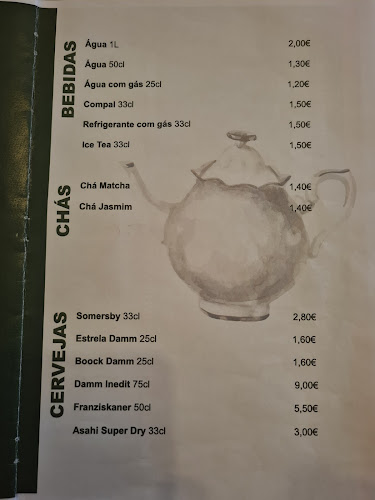 BEBIDAS
Água 1L 2,00€
Água 50cl 1,30€
Água com gás 25cl 1,20€
Compal 33cl 1,50€
Refrigerante com gás 33cl 1,50€
Ice Tea 33cl 1,50€
CHÁS
Chá Matcha 1,40€
Chá Jasmim 1,40€
CERVEJAS
Somersby 33cl 2,80€
Estrela Damm 25cl 1,60€
Boock Damm 25cl 1,60€
Damm Inedit 75cl 9,00€
Franziskaner 50cl 5,50€
Asahi Super Dry 33cl 3,00€